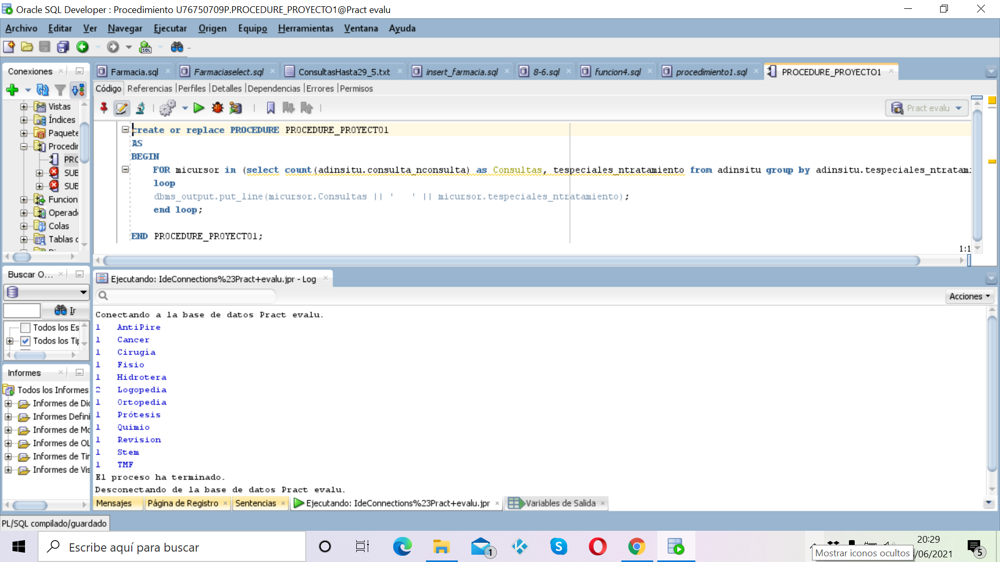 Oracle SQL Developer : Procedimiento U76750709P.PROCEDURE_PROYECTO1@Pract evalu
Archivo Editar Ver Navegar Ejecutar Origen Equipo Herramientas Ventana Ayuda
Conexiones
Farmacia.sql Farmaciaselect.sql ConsultasHasta29_5.txt insert_farmacia.sql 8-6.sql funcion4.sql procedimiento1.sql PROCEDURE_PROYECTO1
Código Referencias Perfiles Detalles Dependencias Errores Permisos
Pract evalu
Vistas
Índices
Paquete
Procedir
PRO
SUE
SUE
Funcion
Operad
Colas
Tablas
create or replace PROCEDURE PROCEDURE_PROYECTO1
AS
BEGIN
FOR micursor in (select count(adinsitu.consulta_nconsulta) as Consultas, tespeciales_ntratamiento from adinsitu group by adinsitu.tespeciales_ntratami
loop
dbms_output.put_line(micursor.Consultas || '   ' || micursor.tespeciales_ntratamiento);
end loop;
END PROCEDURE_PROYECTO1;
1:1
Buscar O...
Ir
Todos los Es
Todos los Tip
Informes
Todos los Informes
Informes de Dic
Informes Defini
Informes de Mo
Informes de OL
Informes de Tir
Informes de Vis
Ejecutando: IdeConnections%23Pract+evalu.jpr - Log
Acciones
Conectando a la base de datos Pract evalu.
1 AntiPire
1 Cancer
1 Cirugía
1 Fisio
1 Hidrotera
2 Logopedia
1 Ortopedia
1 Prótesis
1 Quimio
1 Revision
1 Stem
1 TMF
El proceso ha terminado.
Desconectando de la base de datos Pract evalu.
Mensajes Página de Registro Sentencias Ejecutando: IdeConnections%23Pract+evalu.jpr Variables de Salida
PL/SQL compilado/guardado
Escribe aquí para buscar
1
20:29
/06/2021
5
Mostrar iconos ocultos